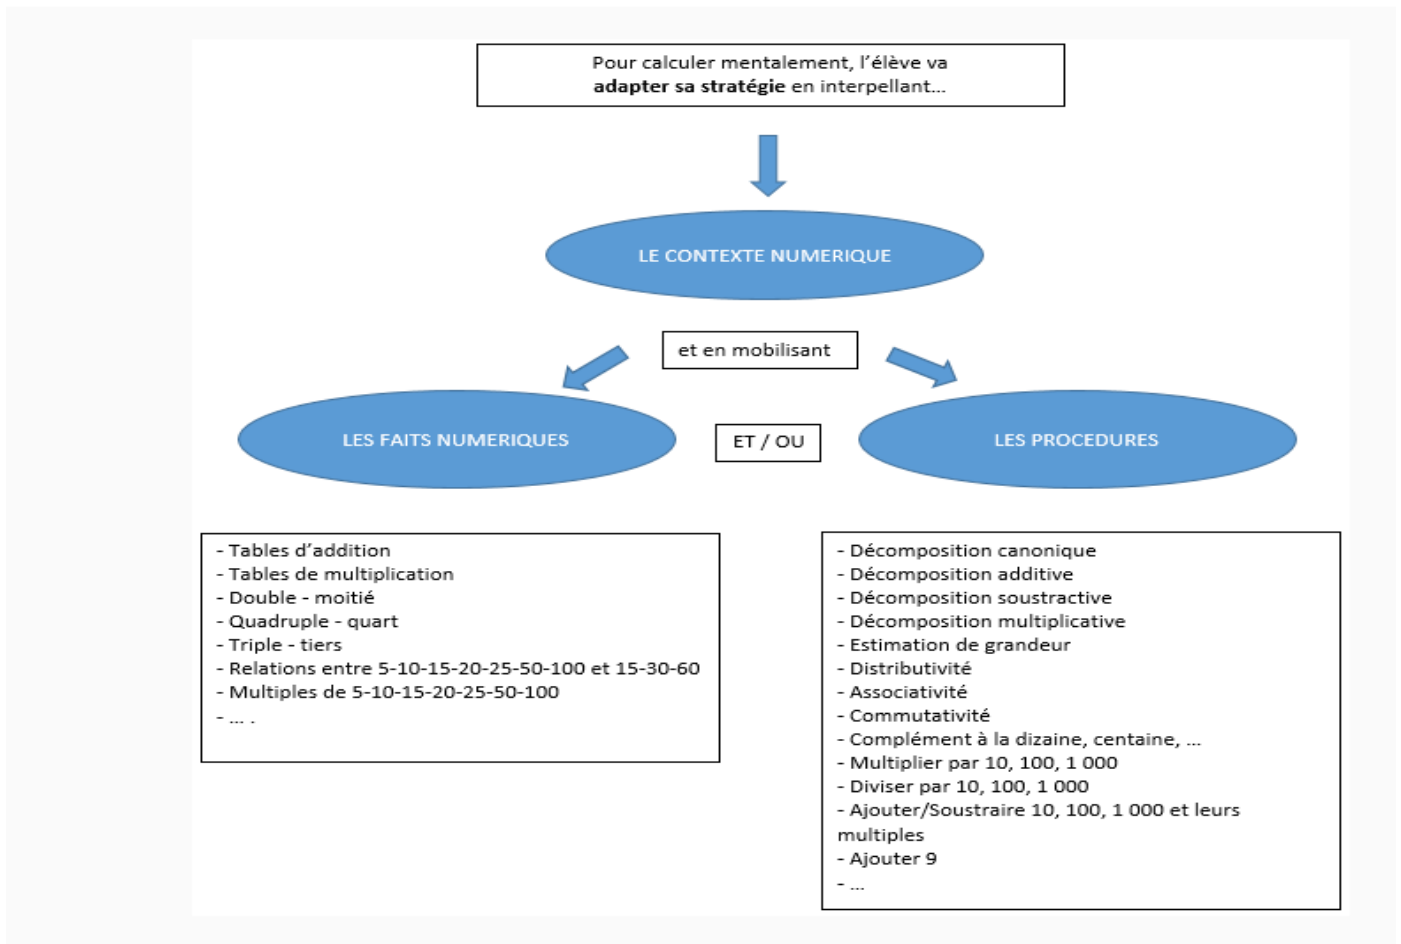 Pour calculer mentalement, l’élève va
adapter sa stratégie en interpellant...
LE CONTEXTE NUMERIQUE
et en mobilisant
LES FAITS NUMERIQUES
ET / OU
LES PROCEDURES
- Tables d’addition
- Tables de multiplication
- Double - moitié
- Quadruple - quart
- Triple - tiers
- Relations entre 5-10-15-20-25-50-100 et 15-30-60
- Multiples de 5-10-15-20-25-50-100
- ... .
- Décomposition canonique
- Décomposition additive
- Décomposition soustractive
- Décomposition multiplicative
- Estimation de grandeur
- Distributivité
- Associativité
- Commutativité
- Complément à la dizaine, centaine, ...
- Multiplier par 10, 100, 1 000
- Diviser par 10, 100, 1 000
- Ajouter/Soustraire 10, 100, 1 000 et leurs
multiples
- Ajouter 9
- ...